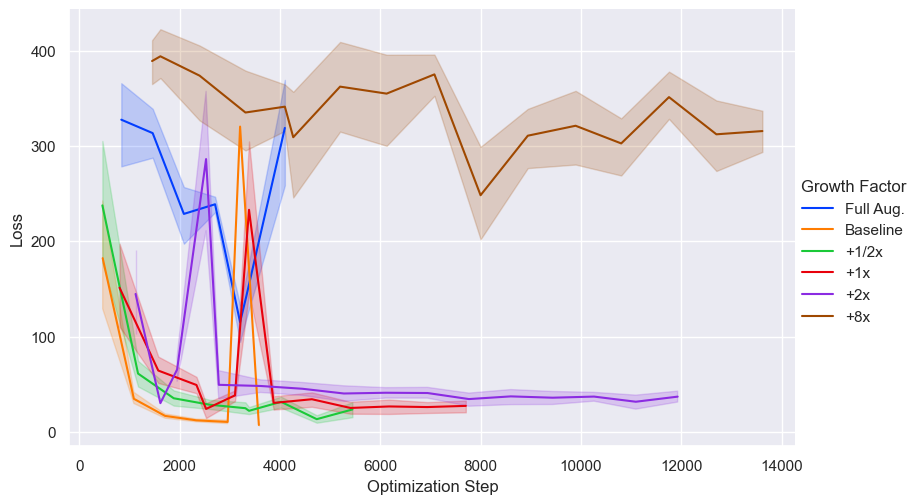 400
300
200
100
0
Loss
0 2000 4000 6000 8000 10000 12000 14000
Optimization Step
Growth Factor
Full Aug.
Baseline
+1/2x
+1x
+2x
+8x